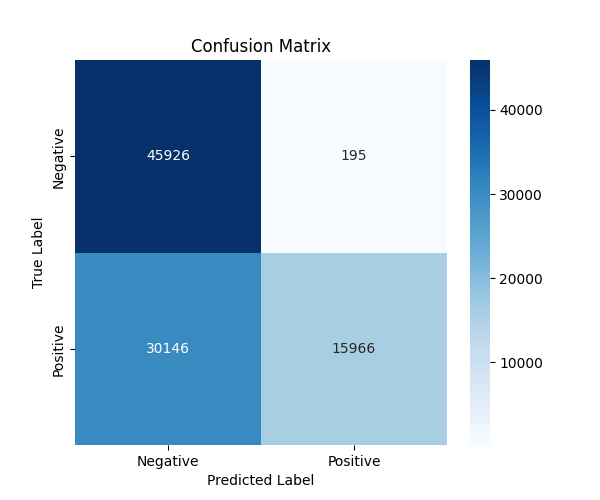 Confusion Matrix
True Label
Negative
45926
195
Positive
30146
15966
Negative
Positive
Predicted Label
40000
30000
20000
10000